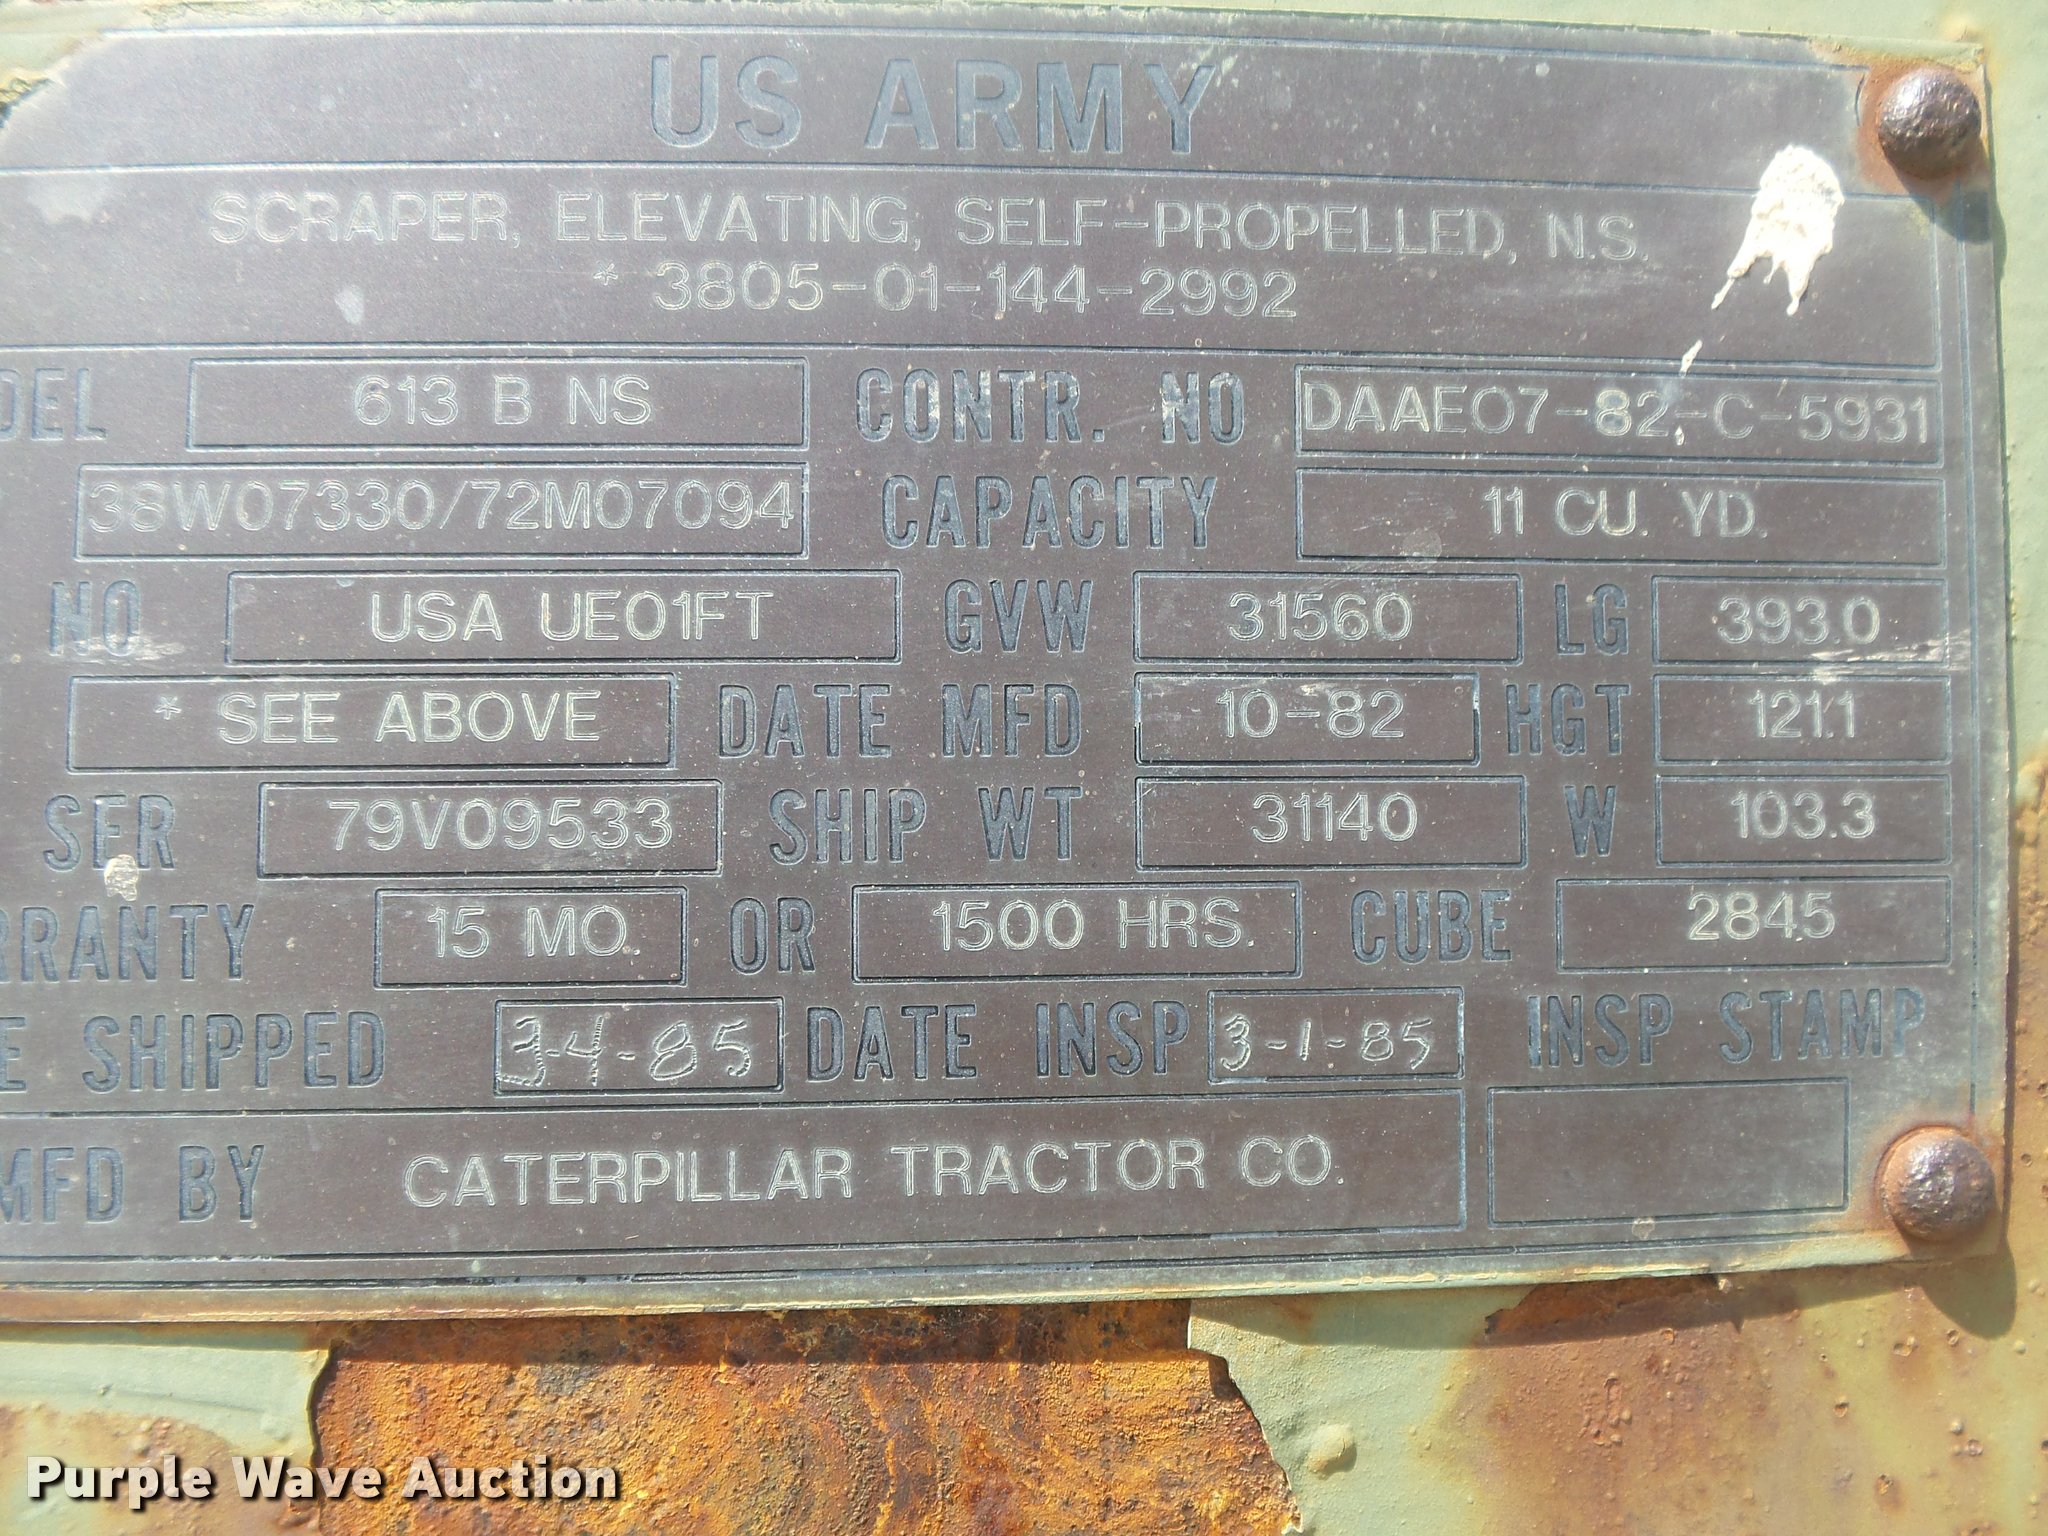 US ARMY
SCRAPER, ELEVATING, SELF-PROPELLED, N.S.
* 3805-01-144-2992
DEL 613 B NS CONTR. NO DAAE07-82-C-5931
38W07330/72M07094 CAPACITY 11 CU. YD.
NO USA UE01FT GVW 31560 LG 393.0
* SEE ABOVE DATE MFD 10-82 HGT 121.1
SER 79V09533 SHIP WT 31140 W 103.3
RRANTY 15 MO. OR 1500 HRS. CUBE 2845
E SHIPPED 3-4-85 DATE INSP 3-1-85 INSP STAMP
MFD BY CATERPILLAR TRACTOR CO.
Purple Wave Auction